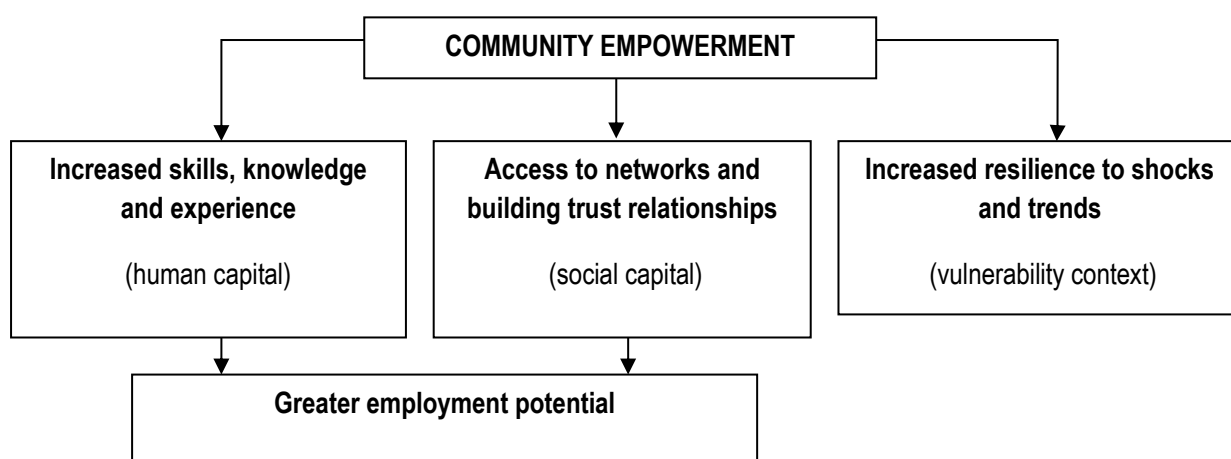 COMMUNITY EMPOWERMENT
Increased skills, knowledge
and experience
(human capital)
Access to networks and
building trust relationships
(social capital)
Increased resilience to shocks
and trends
(vulnerability context)
Greater employment potential